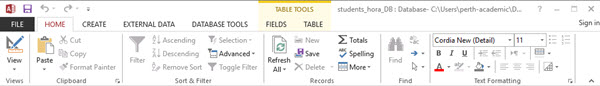 TABLE TOOLS
students_hora_DB : Database- C:\Users\perth-academic\D...
FILE HOME CREATE EXTERNAL DATA DATABASE TOOLS FIELDS TABLE Sign in
View
Views
Paste
Cut
Copy
Format Painter
Clipboard
Filter
Ascending
Descending
Remove Sort
Selection
Advanced
Toggle Filter
Sort & Filter
Refresh
All
New
Save
Delete
Totals
Spelling
More
Records
Find
Find
Cordia New (Detail) 11
B I U
A
Text Formatting